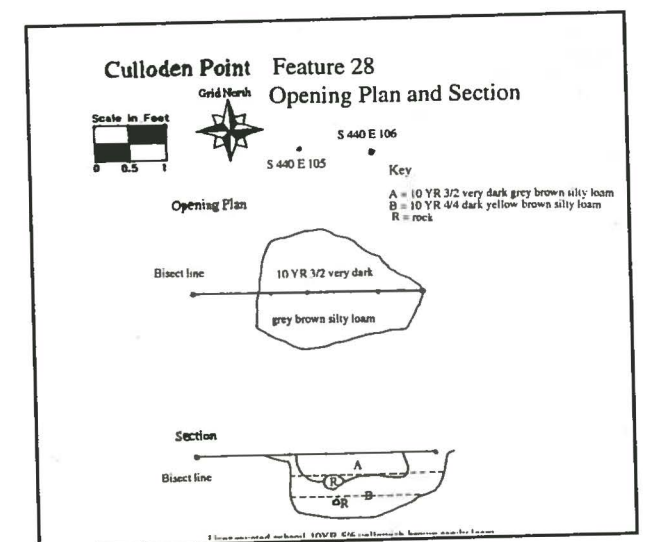 Culloden Point Feature 28
Grid North
Opening Plan and Section
Scale in Feet
0 0.5 1
S 440 E 106
S 440 E 105
Key
A = 10 YR 3/2 very dark grey brown silty loam
B = 10 YR 4/4 dark yellow brown silty loam
R = rock
Opening Plan
Bisect line
10 YR 3/2 very dark
grey brown silty loam
Section
Bisect line
A
R
B
R